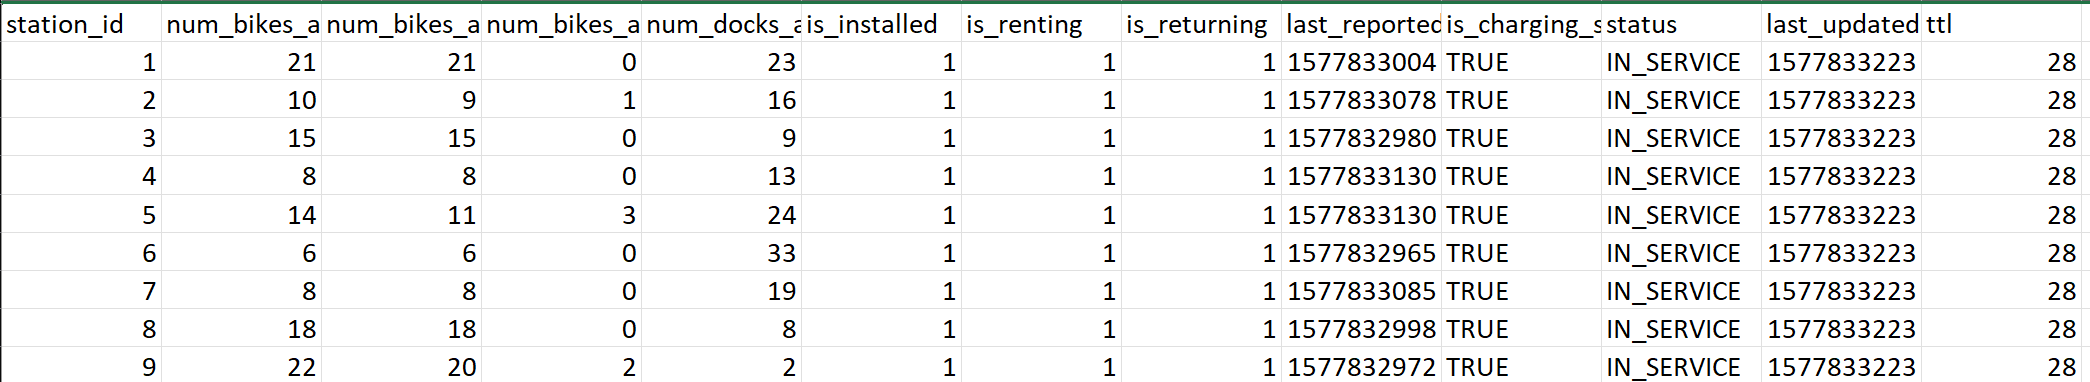 station_id num_bikes_a num_bikes_a num_bikes_a num_docks_a is_installed is_renting is_returning last_reported is_charging_s status last_updated ttl
1 21 21 0 23 1 1 1 1577833004 TRUE IN_SERVICE 1577833223 28
2 10 9 1 16 1 1 1 1577833078 TRUE IN_SERVICE 1577833223 28
3 15 15 0 9 1 1 1 1577832980 TRUE IN_SERVICE 1577833223 28
4 8 8 0 13 1 1 1 1577833130 TRUE IN_SERVICE 1577833223 28
5 14 11 3 24 1 1 1 1577833130 TRUE IN_SERVICE 1577833223 28
6 6 6 0 33 1 1 1 1577832965 TRUE IN_SERVICE 1577833223 28
7 8 8 0 19 1 1 1 1577833085 TRUE IN_SERVICE 1577833223 28
8 18 18 0 8 1 1 1 1577832998 TRUE IN_SERVICE 1577833223 28
9 22 20 2 2 1 1 1 1577832972 TRUE IN_SERVICE 1577833223 28